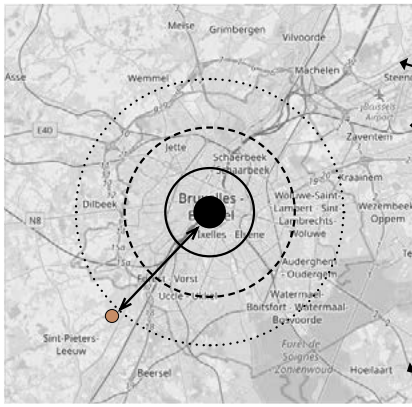 Meise
Grimbergen
Vilvoorde
Asse
Wemmel
Machelen
Steen
Brussels
Airport
E40
Jette
Zaventem
Schaerbeek
- Schaarbeek
Kraainem
Dilbeek
Woluwe-Saint-
Lambert - Sint
Lambrechts-
Woluwe
Wezembeek
Oppem
N8
Ixelles - Elsene
Auderghem
- Oudergem
Vorst
Uccle - Ukkel
Watermael-
Boitsfort - Watermaal-
Bosvoorde
Sint-Pieters-
Leeuw
Forêt de
Soignes
Zoniënwoud
Hoeilaart
Beersel